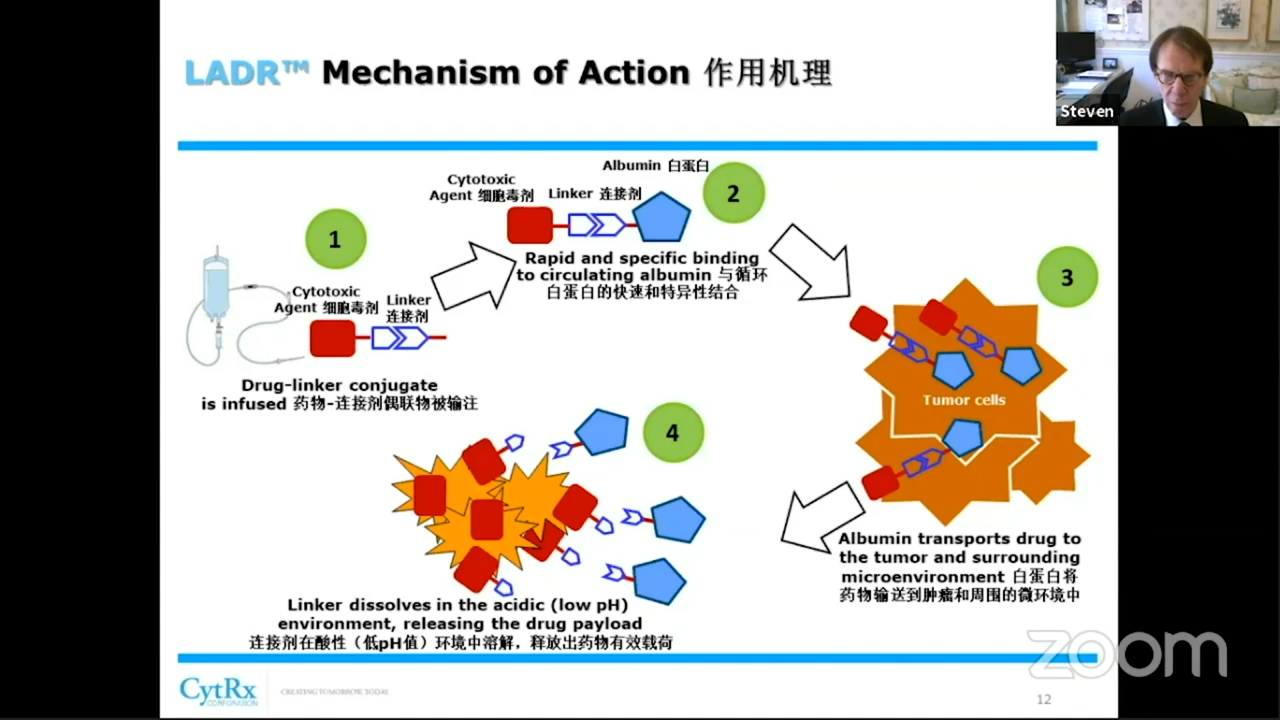 LADR™ Mechanism of Action 作用机理
Steven
1
Cytotoxic
Agent 细胞毒剂
Linker
连接剂
Drug-linker conjugate
is infused 药物-连接剂偶联物被输注
2
Cytotoxic
Agent 细胞毒剂
Linker 连接剂
Albumin 白蛋白
Rapid and specific binding
to circulating albumin 与循环
白蛋白的快速和特异性结合
3
Tumor cells
Albumin transports drug to
the tumor and surrounding
microenvironment 白蛋白将
药物输送到肿瘤和周围的微环境中
4
Linker dissolves in the acidic (low pH)
environment, releasing the drug payload
连接剂在酸性（低pH值）环境中溶解，释放出药物有效载荷
CytRx
CORPORATION
CREATING TOMORROW TODAY
12
zoom